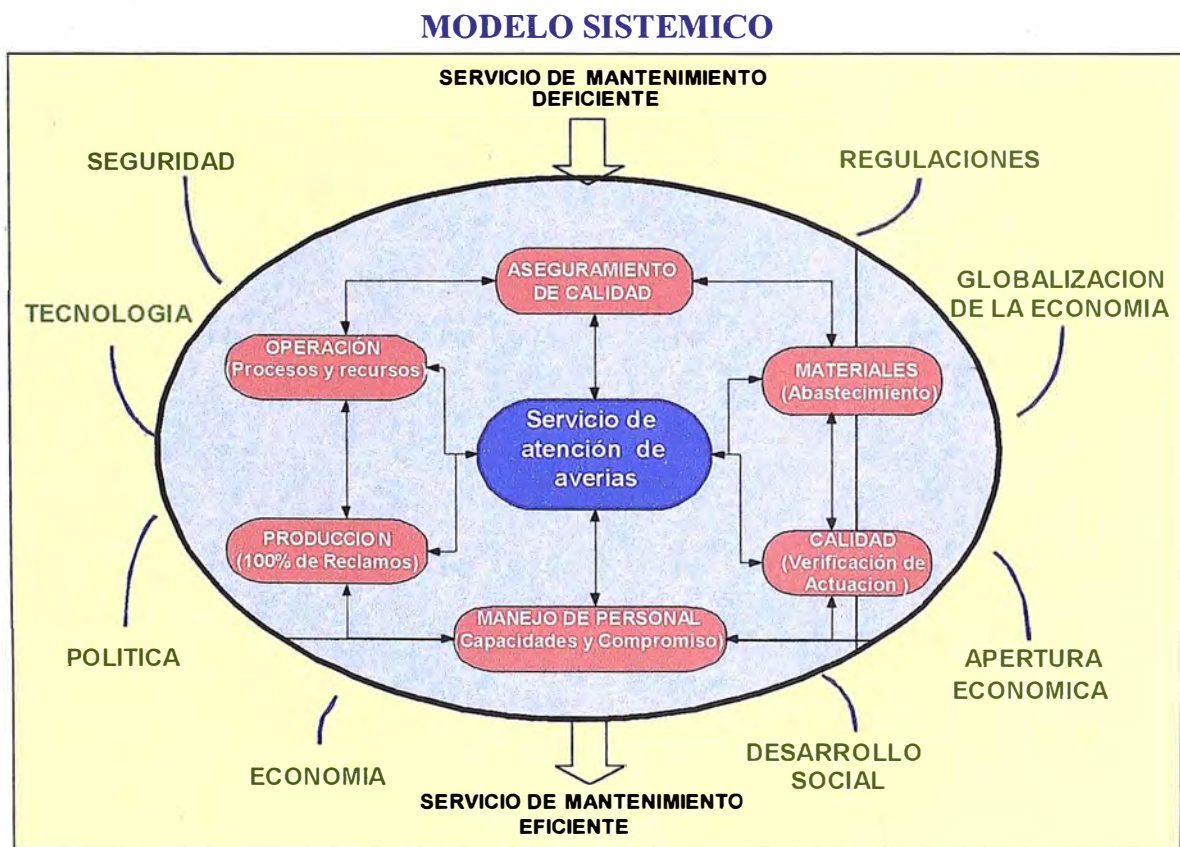 MODELO SISTEMICO
SERVICIO DE MANTENIMIENTO
DEFICIENTE
SEGURIDAD
REGULACIONES
ASEGURAMIENTO
DE CALIDAD
GLOBALIZACION
DE LA ECONOMIA
TECNOLOGIA
OPERACIÓN
(Procesos y recursos)
MATERIALES
(Abastecimiento)
Servicio de
atención de
averias
PRODUCCION
(100% de Reclamos)
CALIDAD
(Verificación de
Actuacion )
MANEJO DE PERSONAL
(Capacidades y Compromiso)
POLITICA
APERTURA
ECONOMICA
ECONOMIA
DESARROLLO
SOCIAL
SERVICIO DE MANTENIMIENTO
EFICIENTE